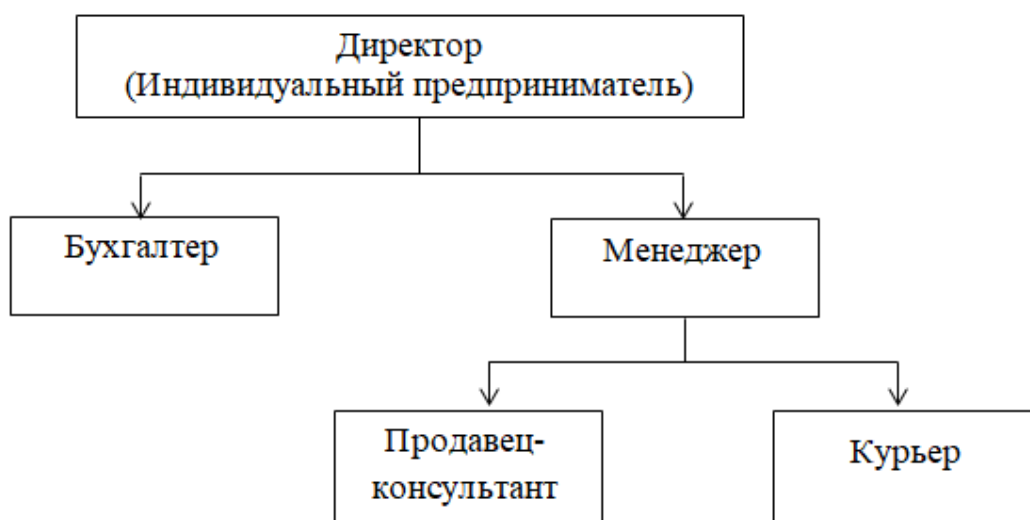 Директор
(Индивидуальный предприниматель)
Бухгалтер
Менеджер
Продавец-
консультант
Курьер